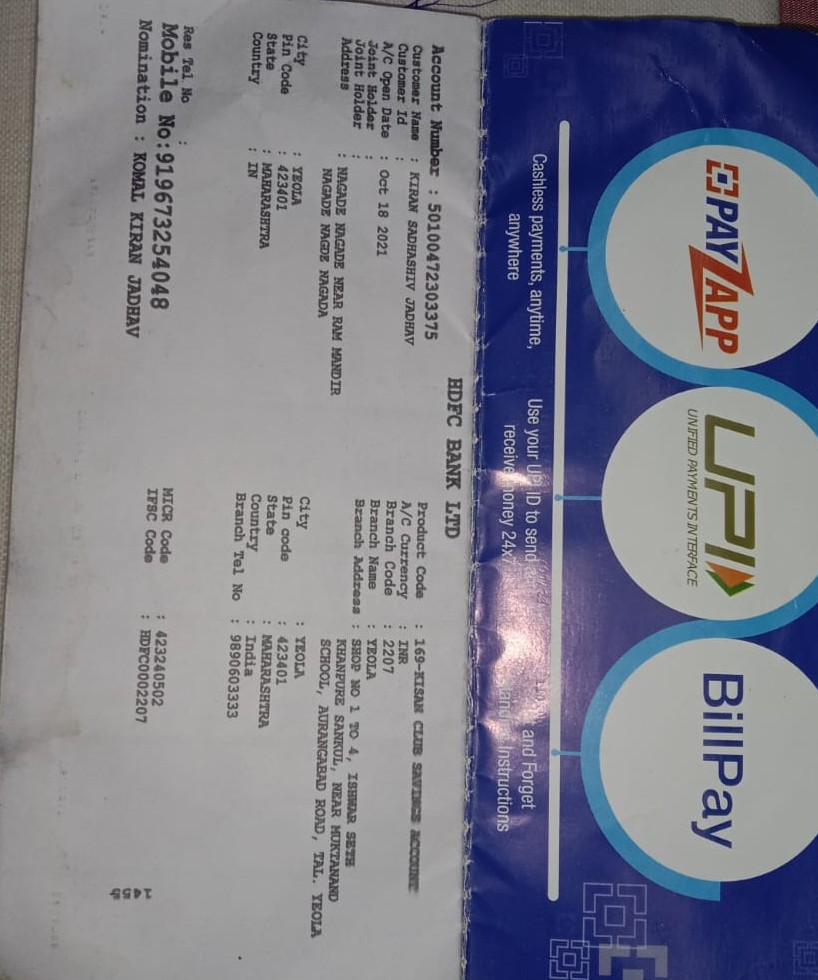 PAYZAPP
UPI
UNIFIED PAYMENTS INTERFACE
BillPay
Cashless payments, anytime,
anywhere
Use your UPI ID to send
receive money 24x7
and Forget
Instructions
HDFC BANK LTD
Account Number : 50100472303375
Customer Name : KIRAN SADHASHIV JADHAV
Customer Id :
A/C Open Date : Oct 18 2021
Joint Holder :
Joint Holder :
Address : NAGADE NAGADE NEAR RAM MANDIR
NAGADE NAGDE NAGADA
City : YEOLA
Pin Code : 423401
State : MAHARASHTRA
Country : IN
Res Tel No :
Mobile No:919673254048
Nomination : KOMAL KIRAN JADHAV
Product Code : 169-KISAN CLUB SAVINGS ACCOUNT
A/C Currency : INR
Branch Code : 2207
Branch Name : YEOLA
Branch Address : SHOP NO 1 TO 4, ISHWAR SETH
KHANPURE SANKUL, NEAR MUKTANAND
SCHOOL, AURANGABAD ROAD, TAL. YEOLA
City : YEOLA
Pin code : 423401
State : MAHARASHTRA
Country : India
Branch Tel No : 9890603333
MICR Code : 423240502
IFSC Code : HDFC0002207